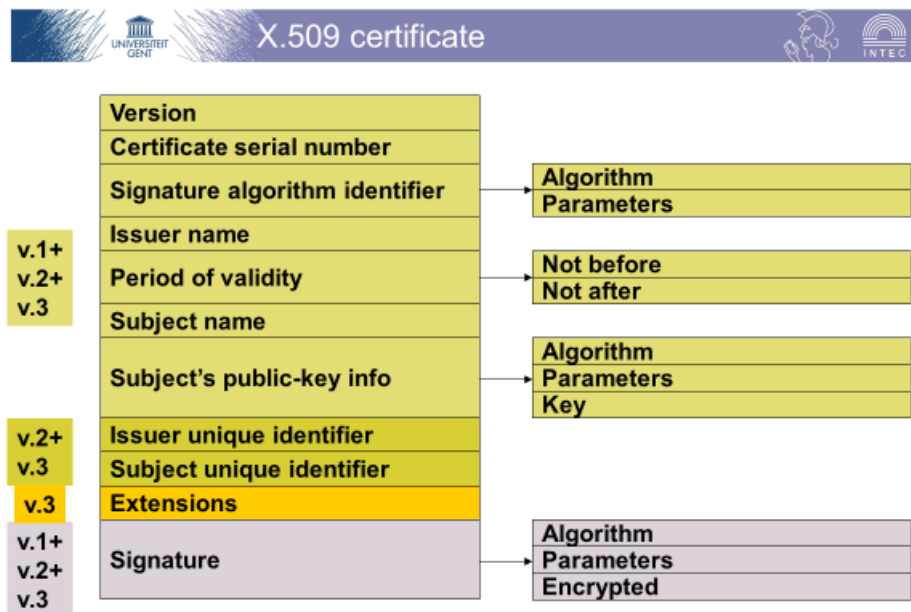 UNIVERSITEIT
GENT
X.509 certificate
INTEC
Version
Certificate serial number
Signature algorithm identifier
Algorithm
Parameters
v.1+
v.2+
v.3
Issuer name
Period of validity
Not before
Not after
Subject name
Subject's public-key info
Algorithm
Parameters
Key
v.2+
v.3
Issuer unique identifier
Subject unique identifier
v.3
Extensions
v.1+
v.2+
v.3
Signature
Algorithm
Parameters
Encrypted